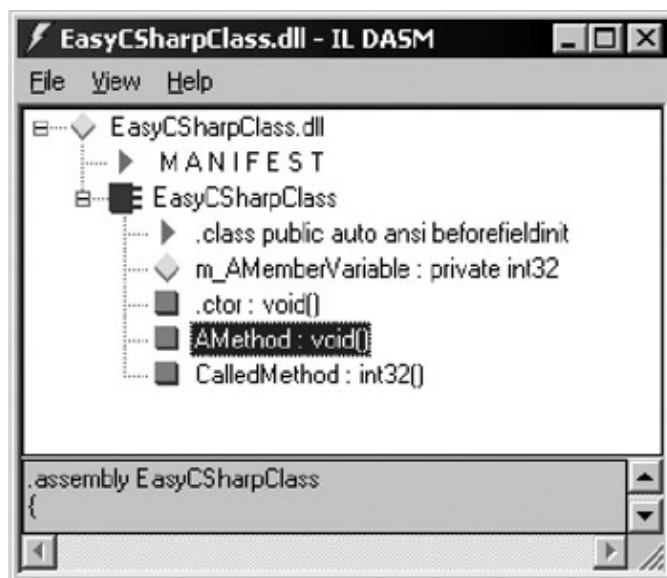 EasyCSharpClass.dll - IL DASM
File View Help
EasyCSharpClass.dll
MANIFEST
EasyCSharpClass
.class public auto ansi beforefieldinit
m_AMemberVariable : private int32
.ctor : void()
AMethod : void()
CalledMethod : int32()
.assembly EasyCSharpClass
{